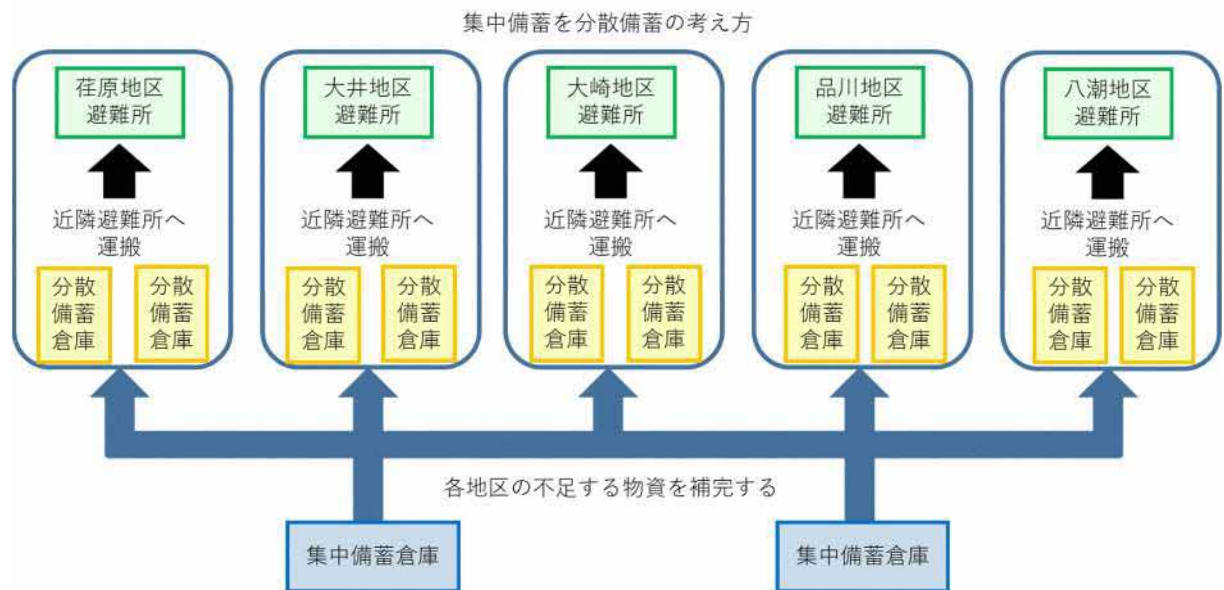 集中備蓄を分散備蓄の考え方
荏原地区
避難所
近隣避難所へ
運搬
分散
備蓄
倉庫
分散
備蓄
倉庫
大井地区
避難所
近隣避難所へ
運搬
分散
備蓄
倉庫
分散
備蓄
倉庫
大崎地区
避難所
近隣避難所へ
運搬
分散
備蓄
倉庫
分散
備蓄
倉庫
品川地区
避難所
近隣避難所へ
運搬
分散
備蓄
倉庫
分散
備蓄
倉庫
八潮地区
避難所
近隣避難所へ
運搬
分散
備蓄
倉庫
分散
備蓄
倉庫
各地区の不足する物資を補完する
集中備蓄倉庫
集中備蓄倉庫